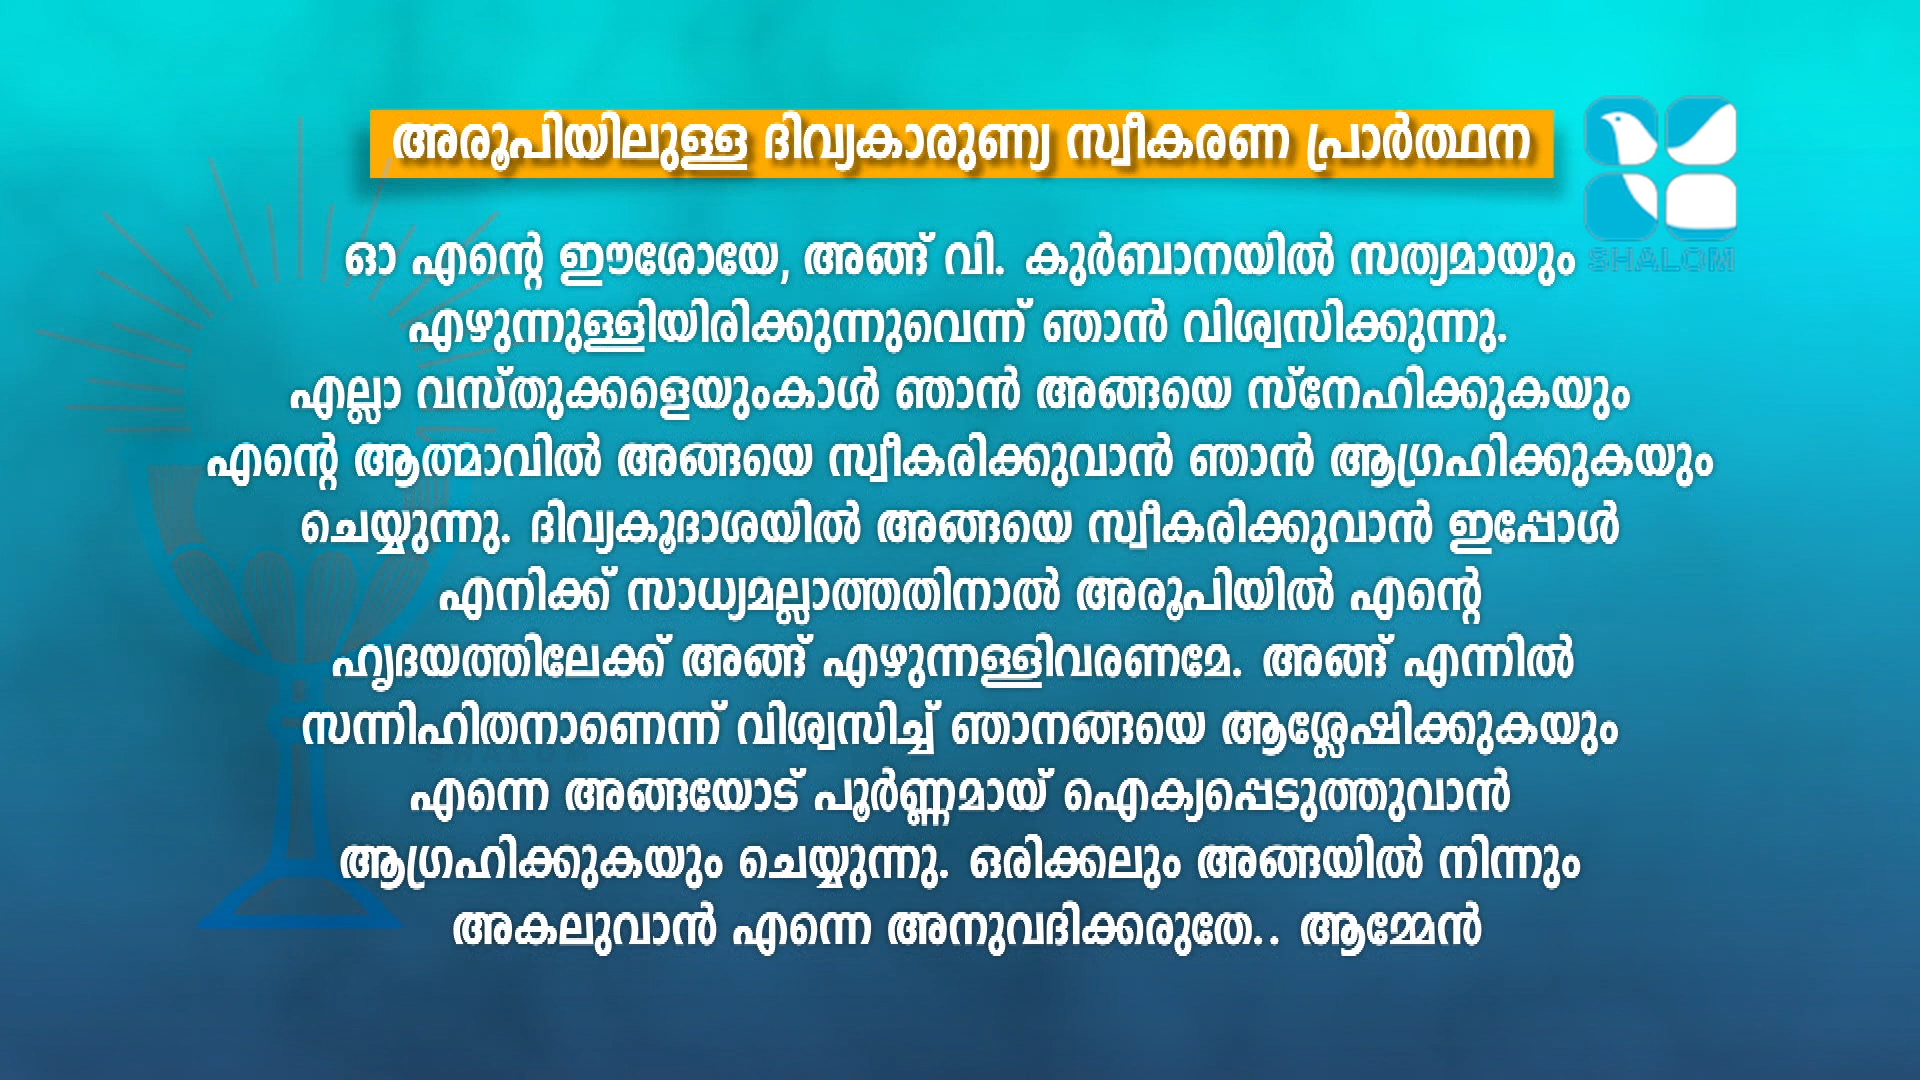 അരൂപിയിലുള്ള ദിവ്യകാരുണ്യ സ്വീകരണ പ്രാർത്ഥന
SHALOM
ഓ എന്റെ ഈശോയേ, അങ്ങ് വി. കുർബാനയിൽ സത്യമായും
എഴുന്നുള്ളിയിരിക്കുന്നുവെന്ന് ഞാൻ വിശ്വസിക്കുന്നു.
എല്ലാ വസ്തുക്കളെയുംകാൾ ഞാൻ അങ്ങയെ സ്നേഹിക്കുകയും
എന്റെ ആത്മാവിൽ അങ്ങയെ സ്വീകരിക്കുവാൻ ഞാൻ ആഗ്രഹിക്കുകയും
ചെയ്യുന്നു. ദിവ്യകൂദാശയിൽ അങ്ങയെ സ്വീകരിക്കുവാൻ ഇപ്പോൾ
എനിക്ക് സാധ്യമല്ലാത്തതിനാൽ അരൂപിയിൽ എന്റെ
ഹൃദയത്തിലേക്ക് അങ്ങ് എഴുന്നള്ളിവരണമേ. അങ്ങ് എന്നിൽ
സന്നിഹിതനാണെന്ന് വിശ്വസിച്ച് ഞാനങ്ങയെ ആശ്ലേഷിക്കുകയും
എന്നെ അങ്ങയോട് പൂർണ്ണമായ് ഐക്യപ്പെടുത്തുവാൻ
ആഗ്രഹിക്കുകയും ചെയ്യുന്നു. ഒരിക്കലും അങ്ങയിൽ നിന്നും
അകലുവാൻ എന്നെ അനുവദിക്കരുതേ.. ആമ്മേൻ